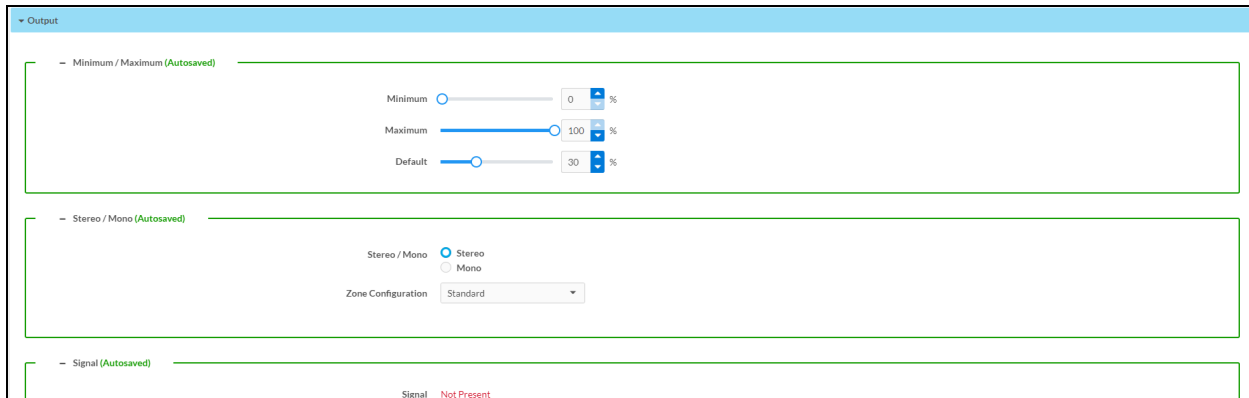 Output
– Minimum / Maximum (Autosaved)
Minimum 0 %
Maximum 100 %
Default 30 %
– Stereo / Mono (Autosaved)
Stereo / Mono Stereo
Mono
Zone Configuration Standard
– Signal (Autosaved)
Signal Not Present